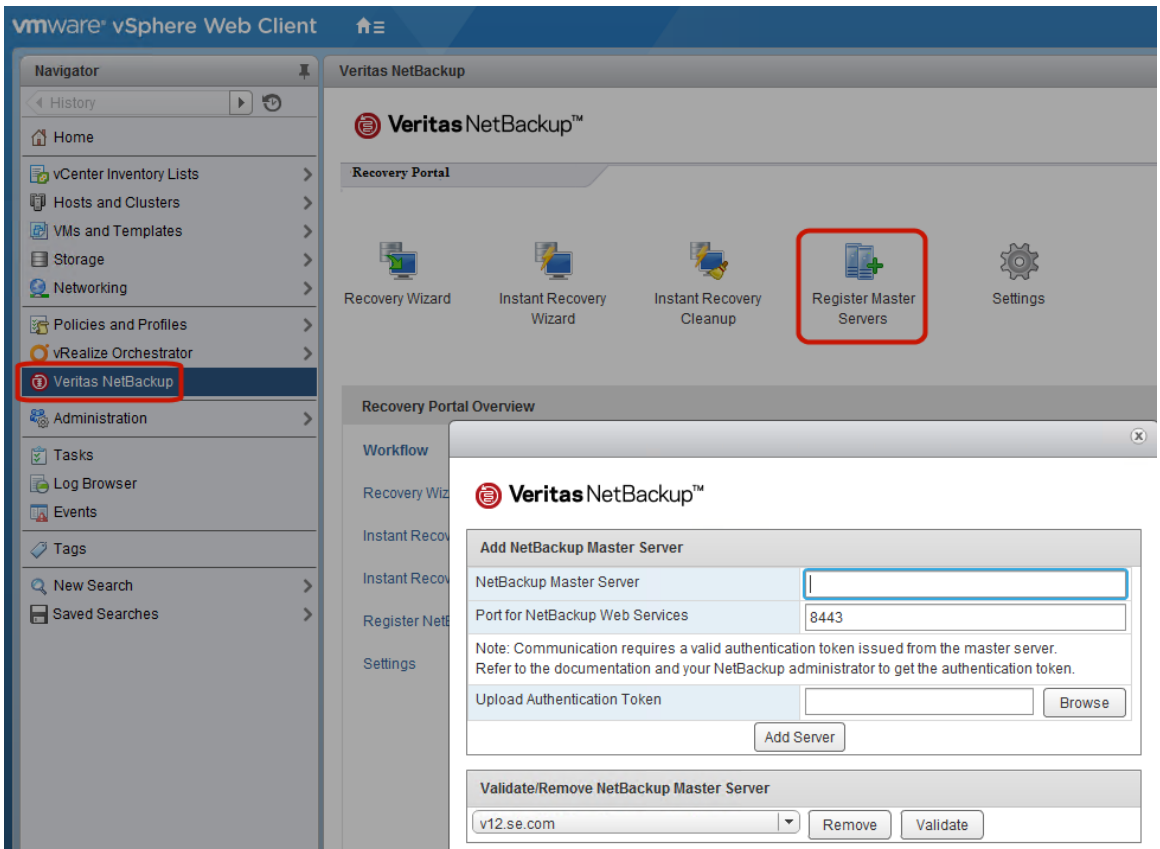 vmware® vSphere Web Client
Navigator
History
Home
vCenter Inventory Lists
Hosts and Clusters
VMs and Templates
Storage
Networking
Policies and Profiles
vRealize Orchestrator
Veritas NetBackup
Administration
Tasks
Log Browser
Events
Tags
New Search
Saved Searches
Veritas NetBackup
Veritas NetBackup™
Recovery Portal
Recovery Wizard
Instant Recovery
Wizard
Instant Recovery
Cleanup
Register Master
Servers
Settings
Recovery Portal Overview
Workflow
Recovery Wiz
Instant Recov
Instant Recov
Register NetB
Settings
Veritas NetBackup™
Add NetBackup Master Server
NetBackup Master Server
Port for NetBackup Web Services 8443
Note: Communication requires a valid authentication token issued from the master server.
Refer to the documentation and your NetBackup administrator to get the authentication token.
Upload Authentication Token Browse
Add Server
Validate/Remove NetBackup Master Server
v12.se.com Remove Validate